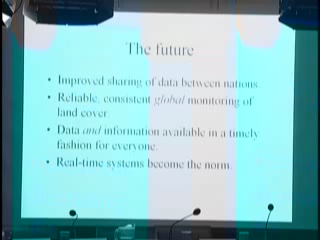 The future
• Improved sharing of data between nations.
• Reliable, consistent global monitoring of
land cover.
• Data and information available in a timely
fashion for everyone.
• Real-time systems become the norm.